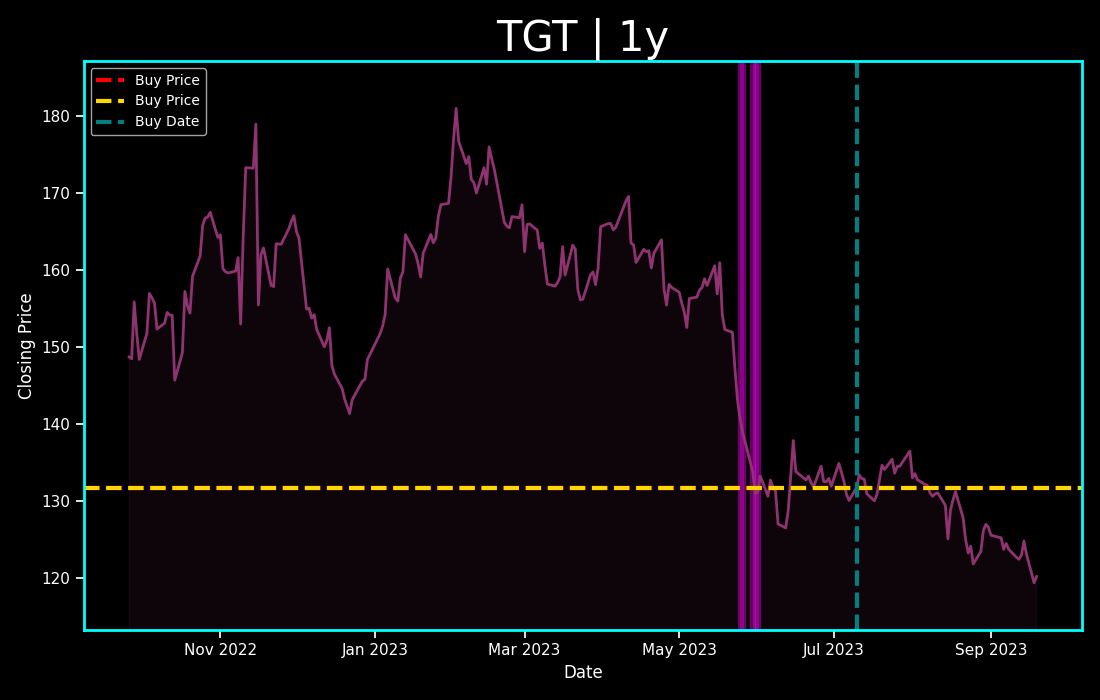 TGT | 1y
Buy Price
Buy Price
Buy Date
180
170
160
150
140
130
120
Closing Price
Nov 2022
Jan 2023
Mar 2023
May 2023
Jul 2023
Sep 2023
Date